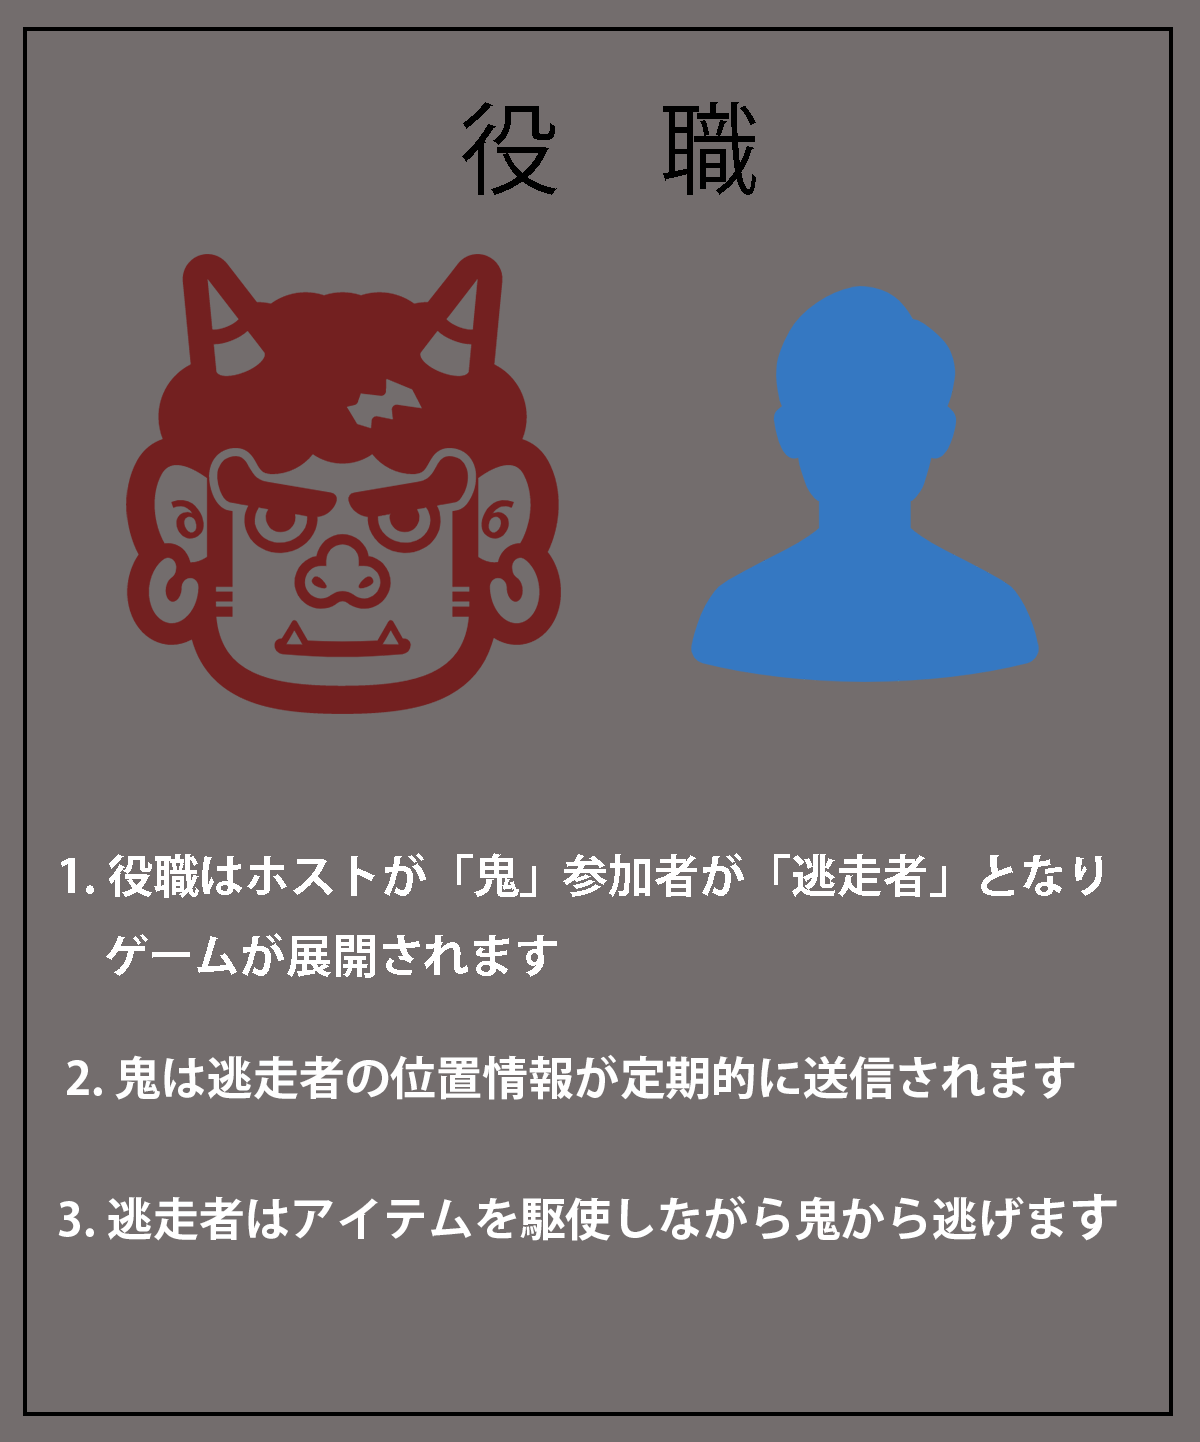 役　職
1. 役職はホストが「鬼」参加者が「逃走者」となり
ゲームが展開されます
2. 鬼は逃走者の位置情報が定期的に送信されます
3. 逃走者はアイテムを駆使しながら鬼から逃げます